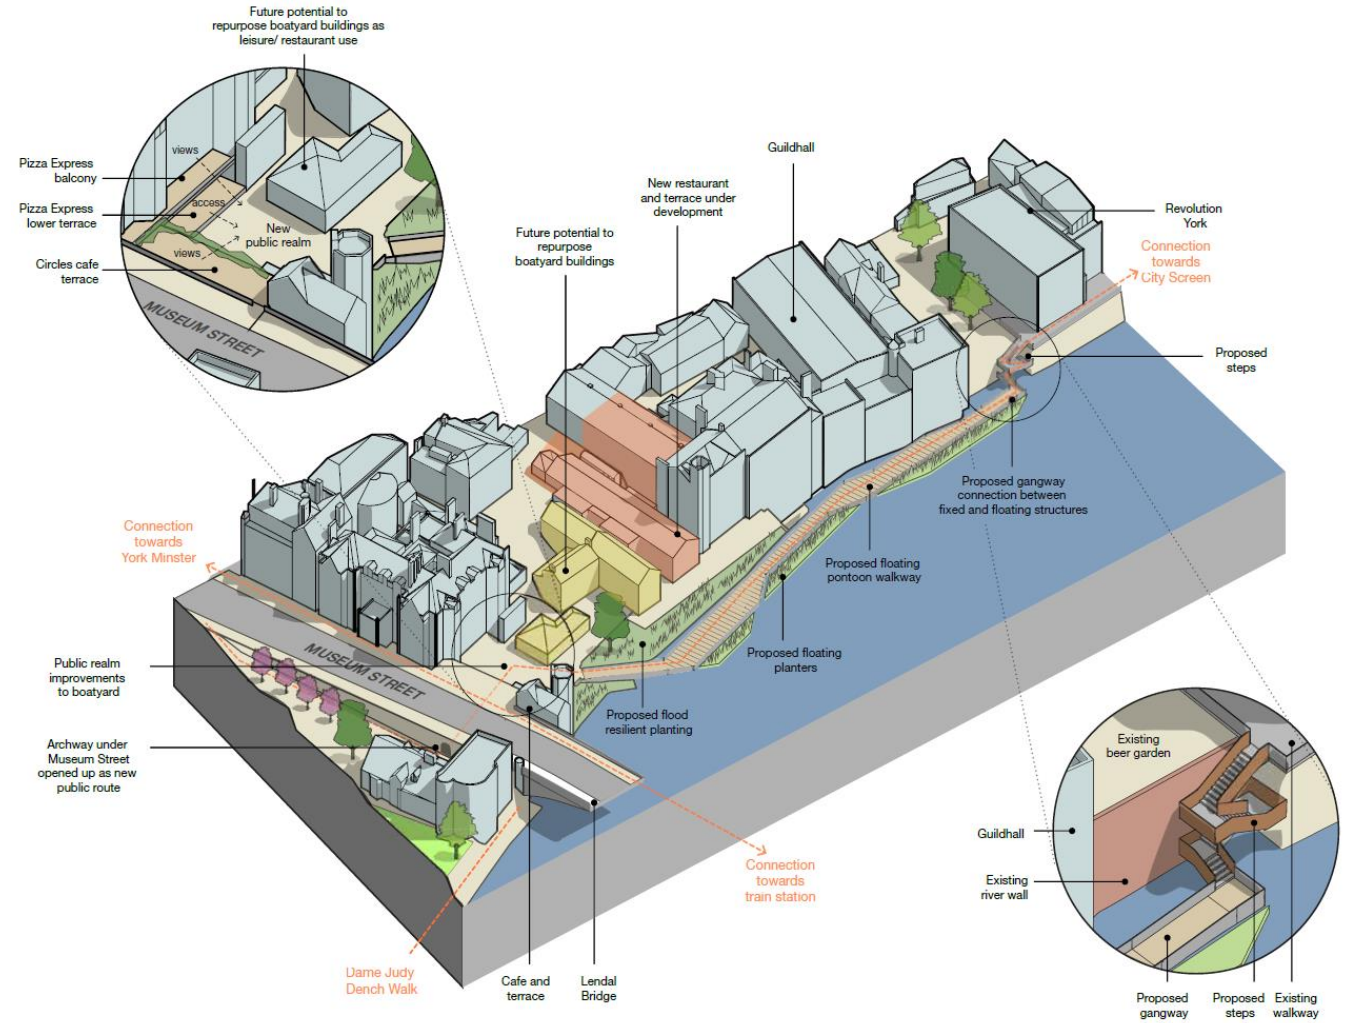 Future potential to
repurpose boatyard buildings as
leisure/ restaurant use
views
Pizza Express
balcony
access
Pizza Express
lower terrace
New
public realm
views
Circles cafe
terrace
MUSEUM STREET
Guildhall
New restaurant
and terrace under
development
Future potential to
repurpose
boatyard buildings
Revolution
York
Connection
towards
City Screen
Proposed
steps
Proposed gangway
connection between
fixed and floating structures
Connection
towards
York Minster
Proposed floating
pontoon walkway
Proposed floating
planters
MUSEUM STREET
Public realm
improvements
to boatyard
Proposed flood
resilient planting
Archway under
Museum Street
opened up as new
public route
Connection
towards
train station
Dame Judy
Dench Walk
Cafe and
terrace
Lendal
Bridge
Existing
beer garden
Guildhall
Existing
river wall
Proposed
gangway
Proposed
steps
Existing
walkway